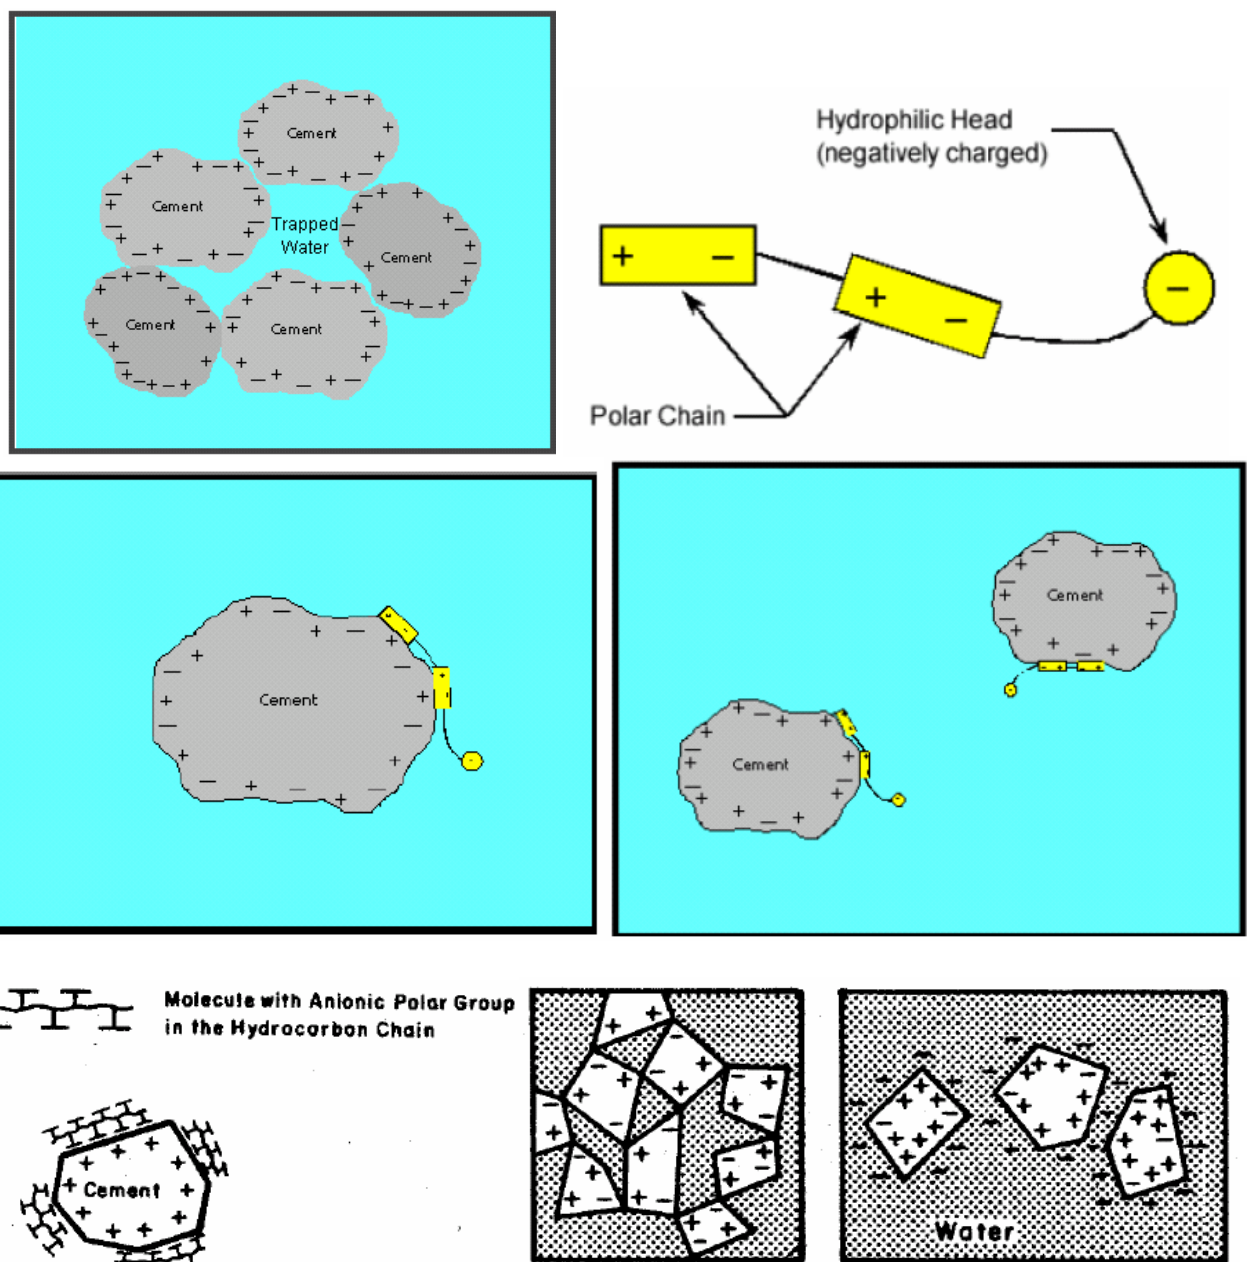 Cement
Cement
Trapped
Water
Cement
Cement
Cement
Hydrophilic Head
(negatively charged)
Polar Chain
Cement
Cement
Cement
Molecule with Anionic Polar Group
in the Hydrocarbon Chain
Cement
Water